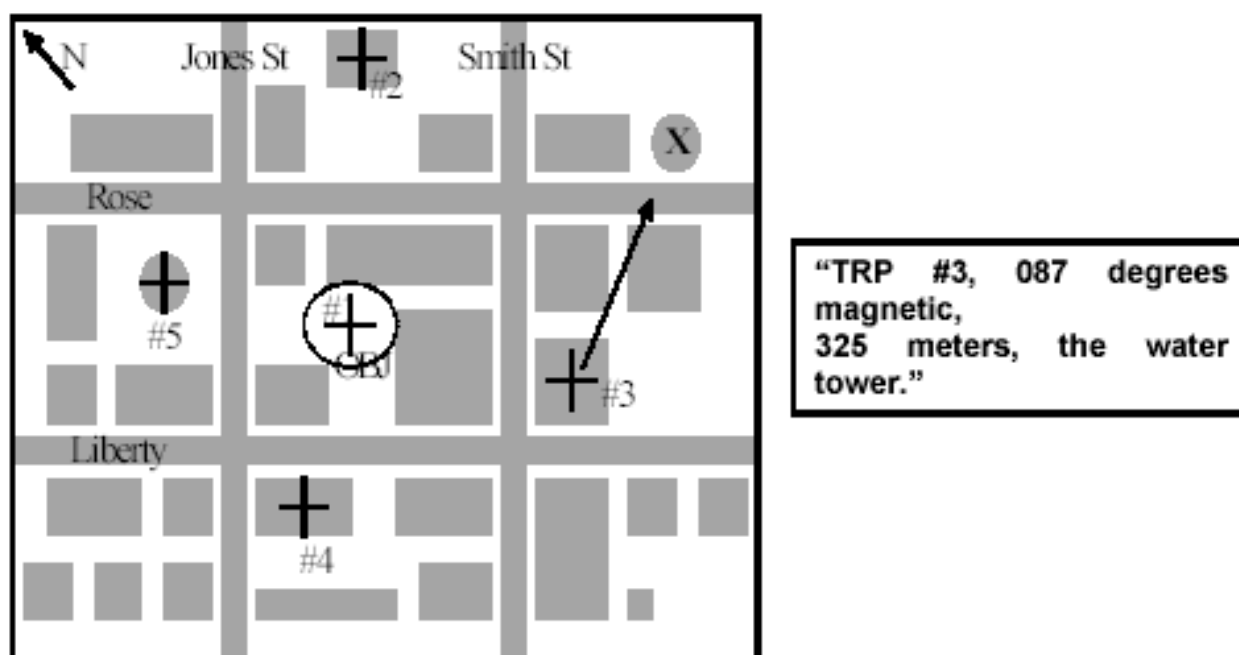 N Jones St Smith St
#2
X
Rose
#1
#5
OBJ
#3
Liberty
#4
“TRP #3, 087 degrees
magnetic,
325 meters, the water
tower.”